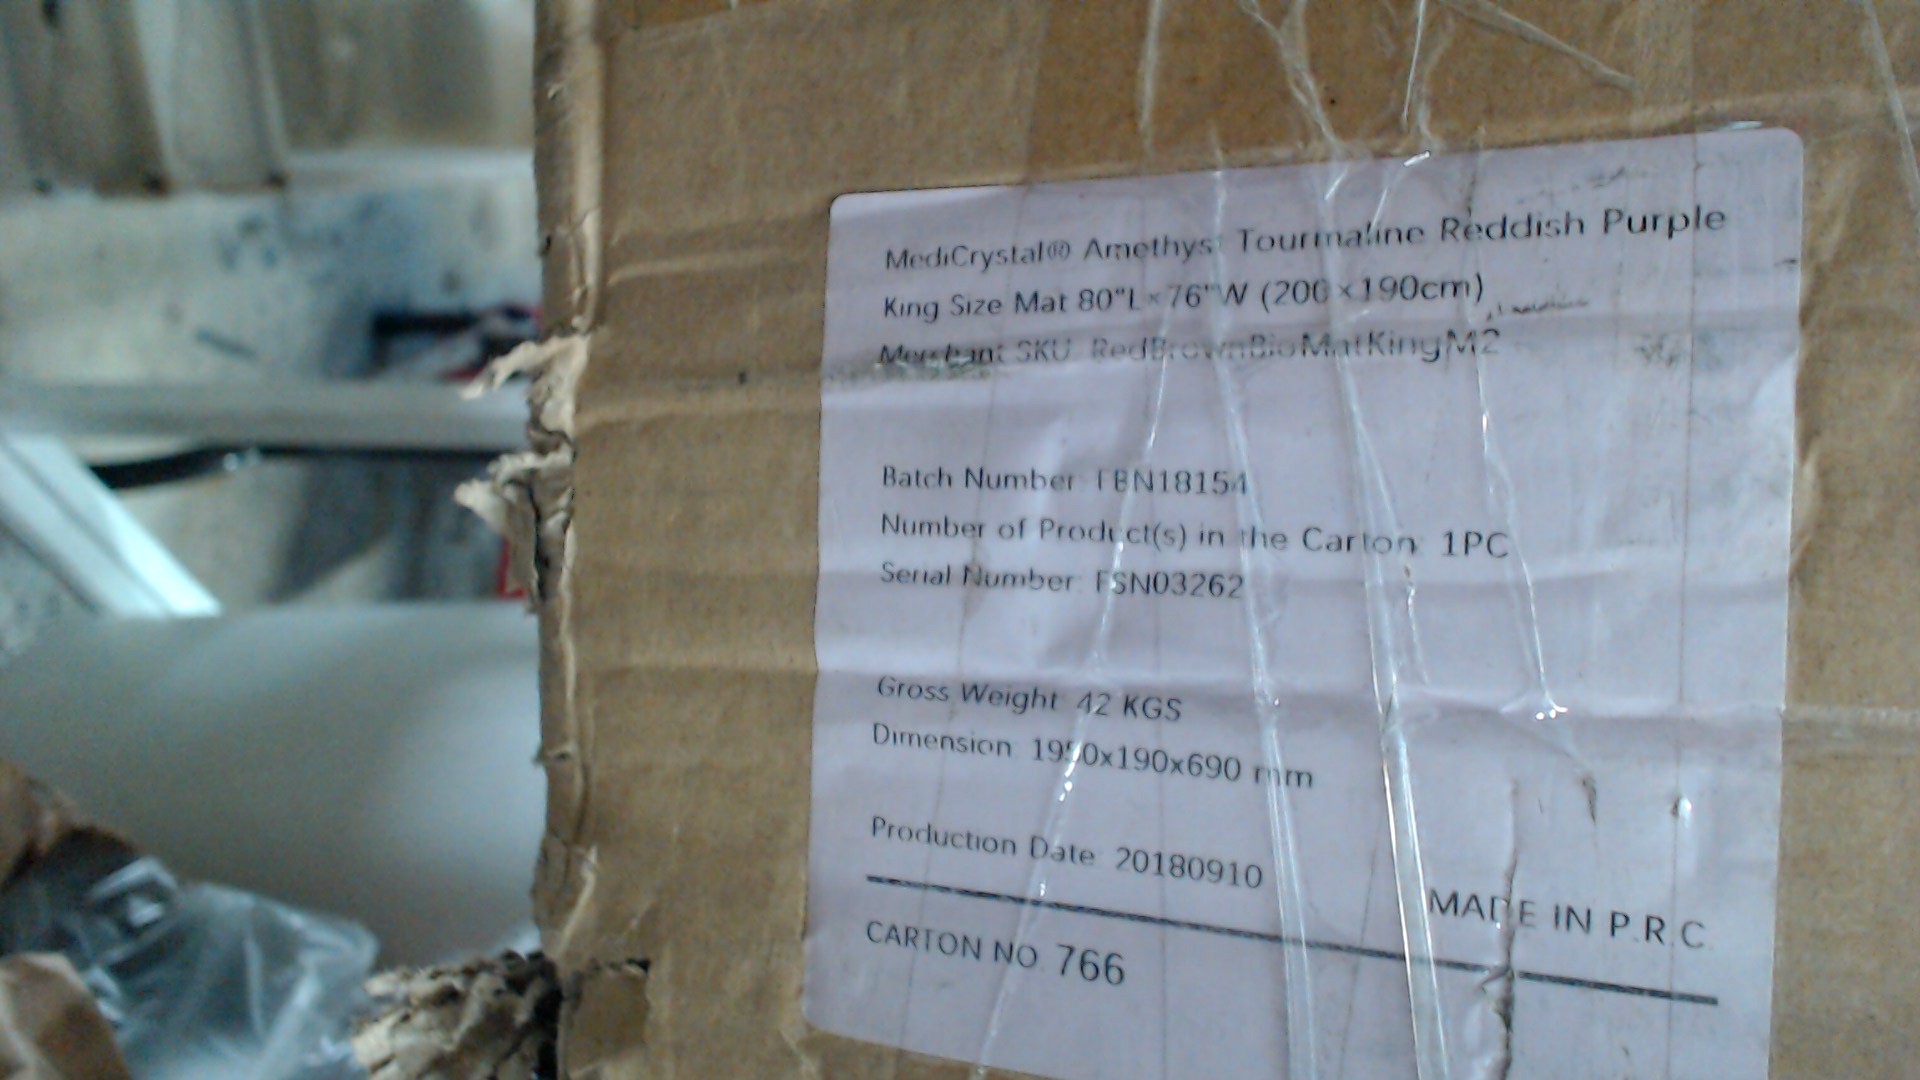 MediCrystal® Amethyst Tourmaline Reddish Purple
King Size Mat 80"L×76"W (200×190cm)
Merchant SKU: RedBrownBioMatKingM2
Batch Number: FBN18154
Number of Product(s) in the Carton: 1PC
Serial Number: FSN03262
Gross Weight: 42 KGS
Dimension: 1950x190x690 mm
Production Date: 20180910
MADE IN P.R.C.
CARTON NO. 766